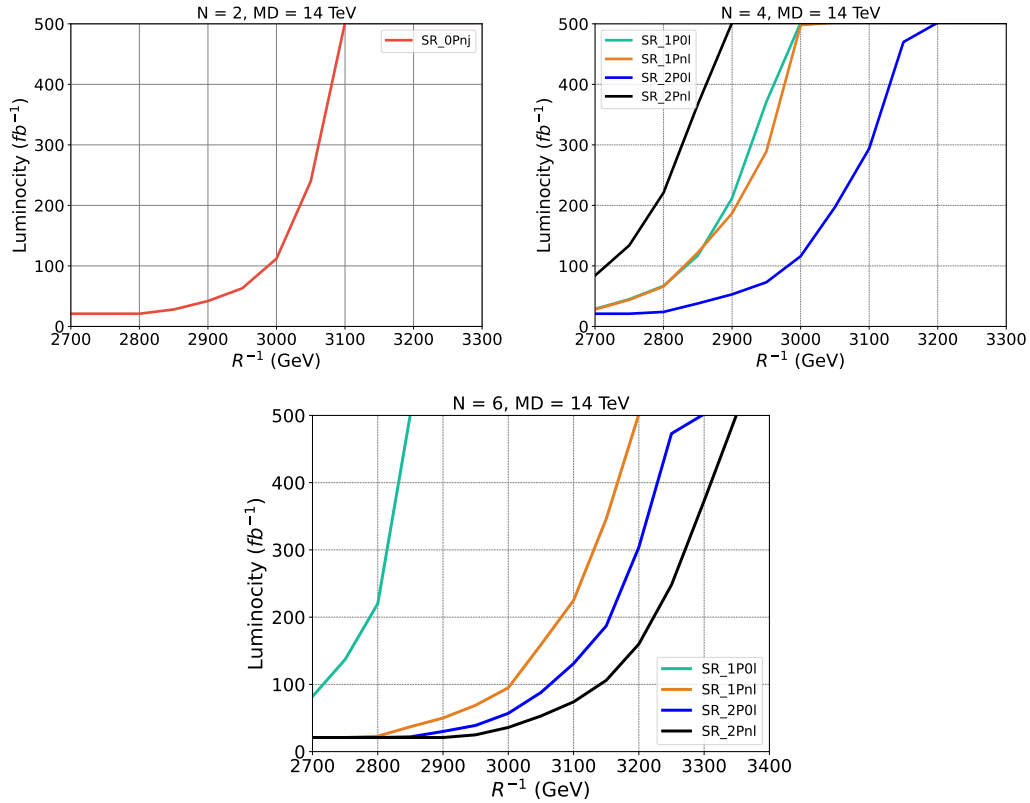 N = 2, MD = 14 TeV
500
400
300
200
100
0
Luminocity (fb⁻¹)
SR_0Pnj
2700 2800 2900 3000 3100 3200 3300
R⁻¹ (GeV)
N = 4, MD = 14 TeV
500
400
300
200
100
0
Luminocity (fb⁻¹)
SR_1P0l
SR_1Pnl
SR_2P0l
SR_2Pnl
2700 2800 2900 3000 3100 3200 3300
R⁻¹ (GeV)
N = 6, MD = 14 TeV
500
400
300
200
100
0
Luminocity (fb⁻¹)
SR_1P0l
SR_1Pnl
SR_2P0l
SR_2Pnl
2700 2800 2900 3000 3100 3200 3300 3400
R⁻¹ (GeV)